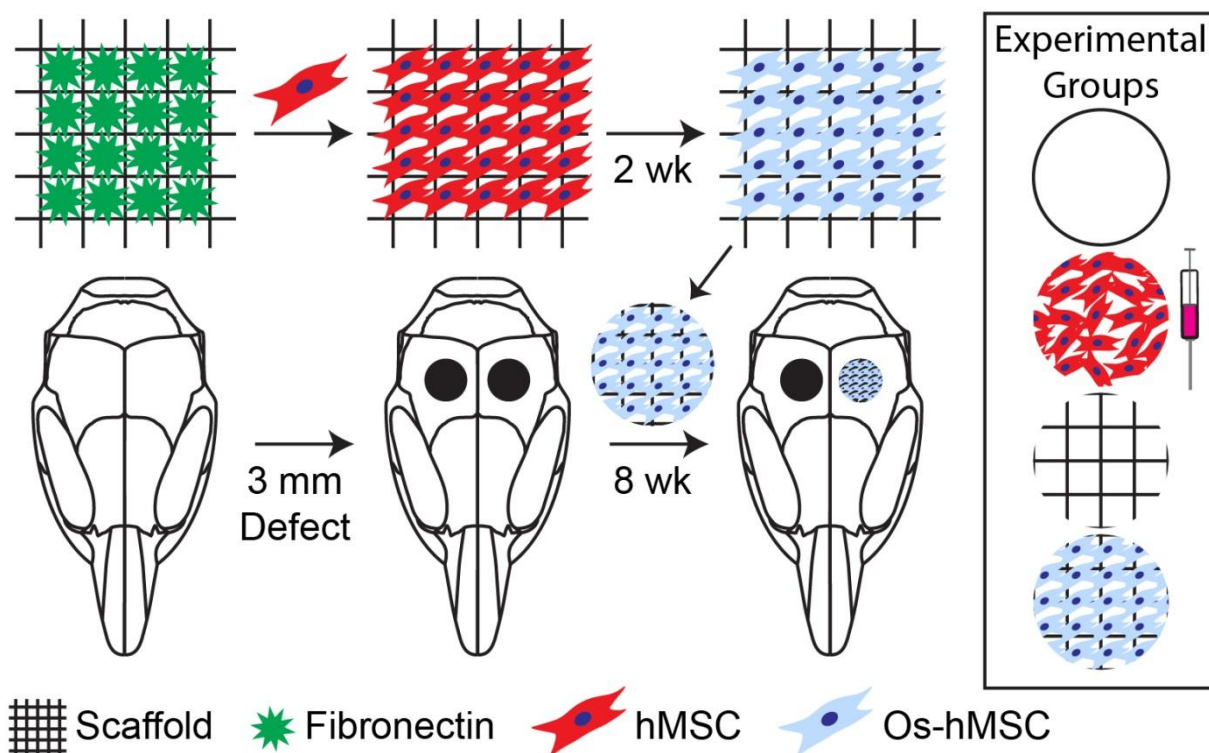 Experimental
Groups
2 wk
3 mm
Defect
8 wk
Scaffold
Fibronectin
hMSC
Os-hMSC